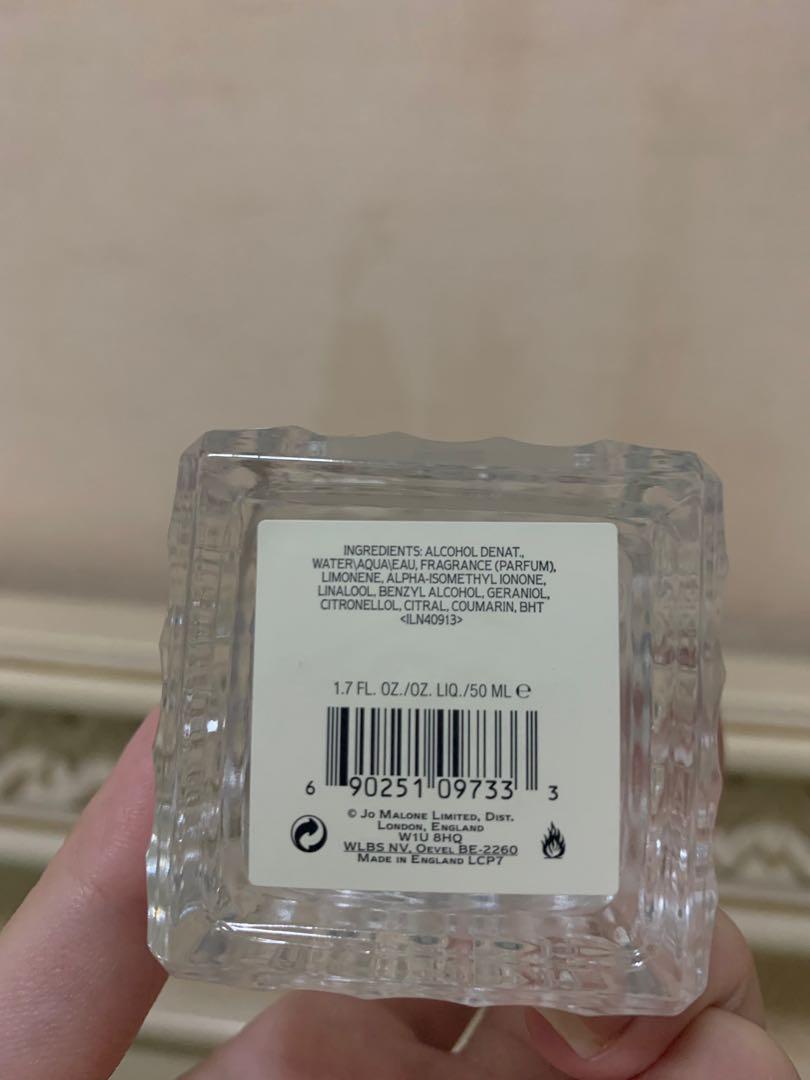 INGREDIENTS: ALCOHOL DENAT.,
WATER\AQUA\EAU, FRAGRANCE (PARFUM),
LIMONENE, ALPHA-ISOMETHYL IONONE,
LINALOOL, BENZYL ALCOHOL, GERANIOL,
CITRONELLOL, CITRAL, COUMARIN, BHT
<ILN40913>
1.7 FL. OZ./OZ. LIQ./50 ML ℮
6 90251 09733 3
© JO MALONE LIMITED, DIST.
LONDON, ENGLAND
W1U 8HQ
WLBS NV, OEVEL BE-2260
MADE IN ENGLAND LCP7